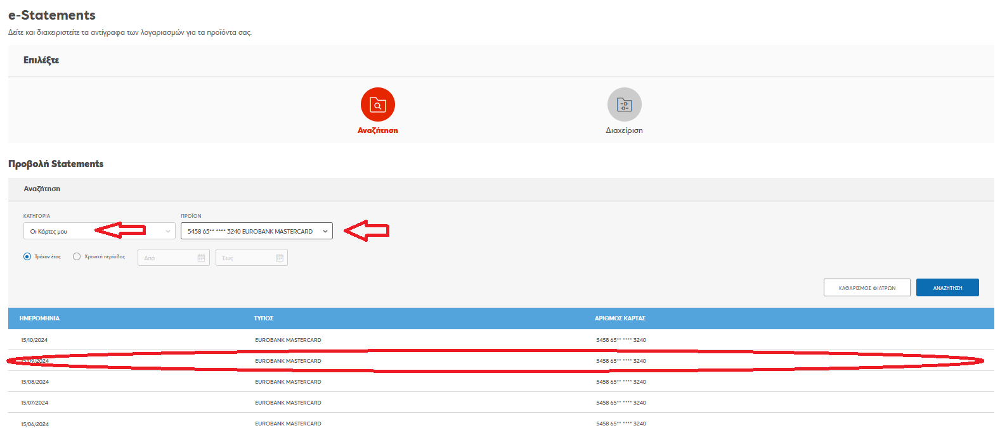 e-Statements
Δείτε και διαχειριστείτε τα αντίγραφα των λογαριασμών για τα προϊόντα σας.
Επιλέξτε
Αναζήτηση Διαχείριση
Προβολή Statements
Αναζήτηση
ΚΑΤΗΓΟΡΙΑ ΠΡΟΪΟΝ
Οι Κάρτες μου 5458 65** **** 3240 EUROBANK MASTERCARD
Τρέχον έτος Χρονική περίοδος Από Έως
ΚΑΘΑΡΙΣΜΟΣ ΦΙΛΤΡΩΝ ΑΝΑΖΗΤΗΣΗ
ΗΜΕΡΟΜΗΝΙΑ ΤΥΠΟΣ ΑΡΙΘΜΟΣ ΚΑΡΤΑΣ
15/10/2024 EUROBANK MASTERCARD 5458 65** **** 3240
15/09/2024 EUROBANK MASTERCARD 5458 65** **** 3240
15/08/2024 EUROBANK MASTERCARD 5458 65** **** 3240
15/07/2024 EUROBANK MASTERCARD 5458 65** **** 3240
15/06/2024 EUROBANK MASTERCARD 5458 65** **** 3240